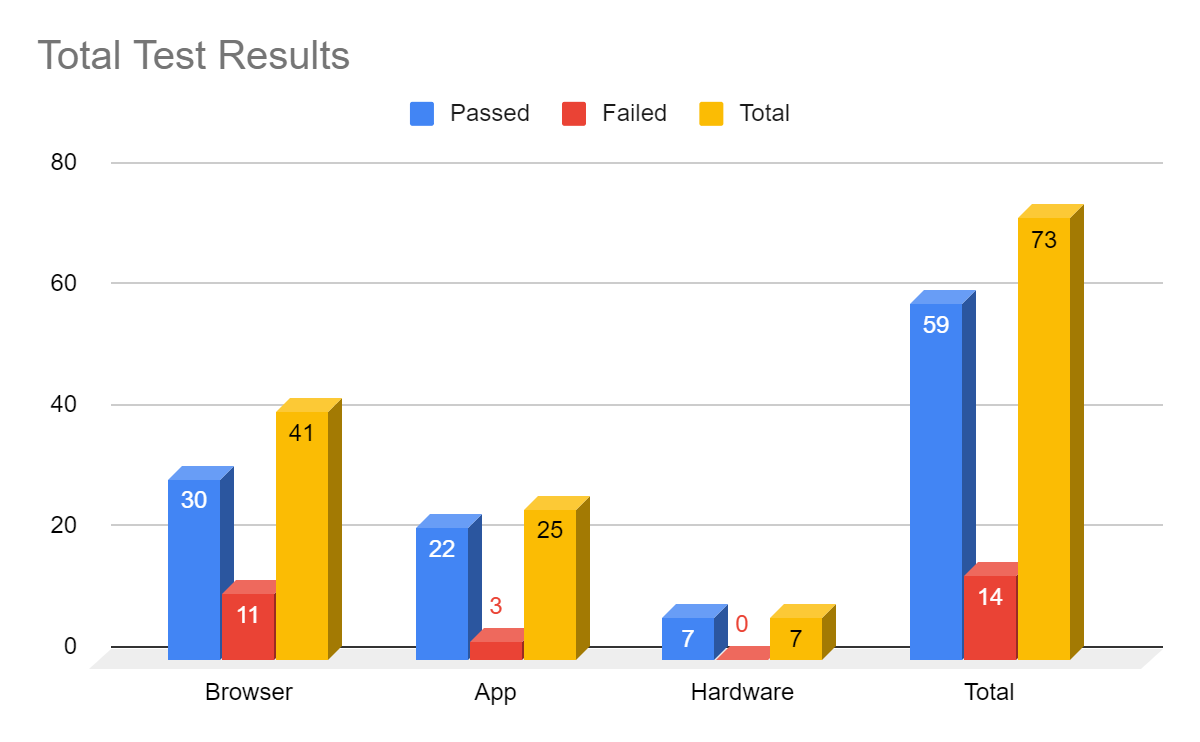 Total Test Results
Passed Failed Total
80
60
40
20
0
30 11 41
22 3 25
7 0 7
59 14 73
Browser App Hardware Total